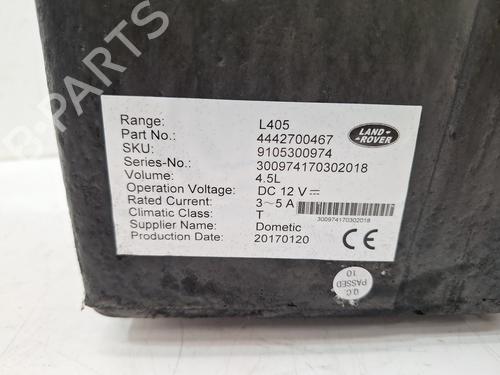 Range: L405
Part No.: 4442700467
SKU: 9105300974
Series-No.: 300974170302018
Volume: 4.5L
Operation Voltage: DC 12 V⎓
Rated Current: 3~5 A
Climatic Class: T
Supplier Name: Dometic
Production Date: 20170120
LAND-
ROVER
300974170302018
CE
Q.C.
PASSED
10
B-PARTS